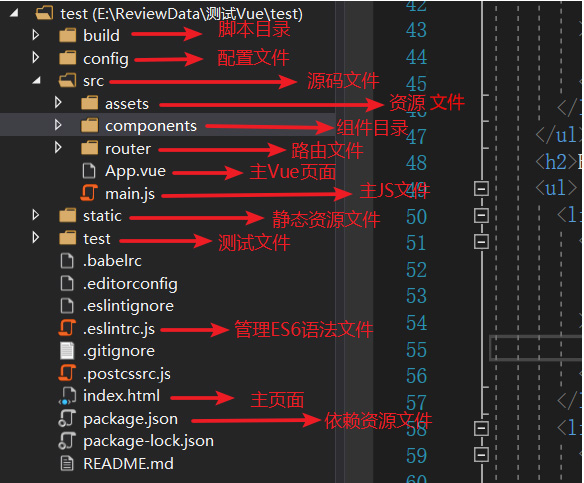 test (E:\ReviewData\测试Vue\test)
build 脚本目录
config 配置文件
src 源码文件
assets 资源 文件
components 组件目录
router 路由文件
App.vue 主Vue页面
main.js 主JS文件
static 静态资源文件
test 测试文件
.babelrc
.editorconfig
.eslintignore
.eslintrc.js 管理ES6语法文件
.gitignore
.postcssrc.js
index.html 主页面
package.json 依赖资源文件
package-lock.json
README.md
42
43 >
44 <
45 >
46 </l
47 </ul
48 <h2>
49 <ul>
50 <li
51 <
52
53
54 >
55
56 <
57 </
58 <li
59 <
60